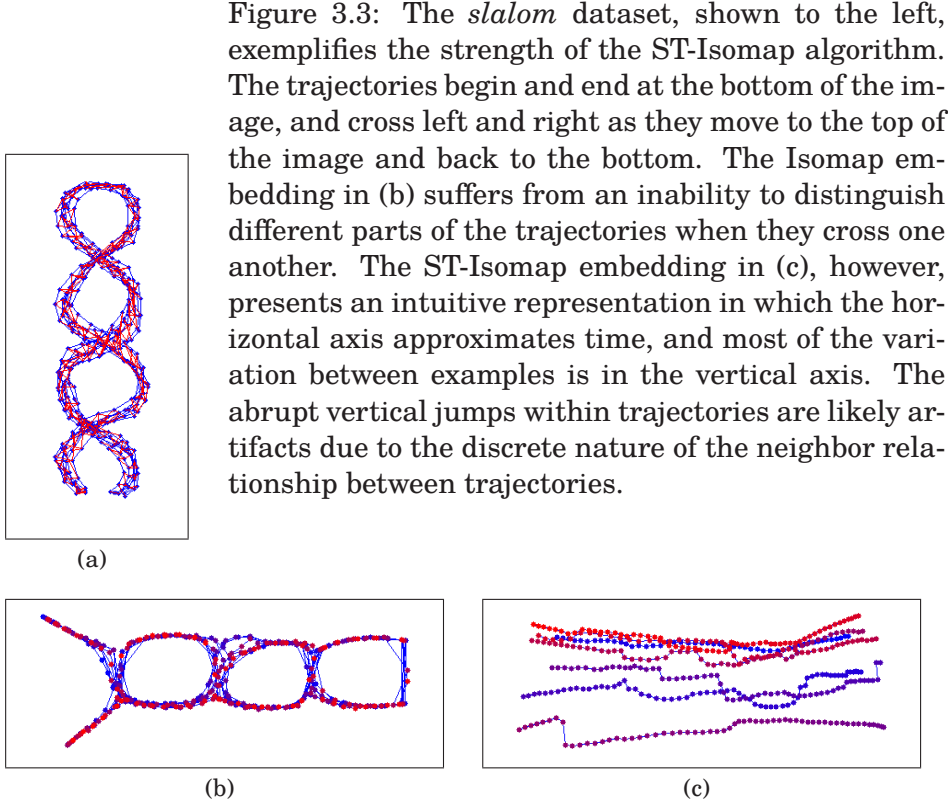 Figure 3.3: The slalom dataset, shown to the left,
exemplifies the strength of the ST-Isomap algorithm.
The trajectories begin and end at the bottom of the im-
age, and cross left and right as they move to the top of
the image and back to the bottom. The Isomap em-
bedding in (b) suffers from an inability to distinguish
different parts of the trajectories when they cross one
another. The ST-Isomap embedding in (c), however,
presents an intuitive representation in which the hor-
izontal axis approximates time, and most of the vari-
ation between examples is in the vertical axis. The
abrupt vertical jumps within trajectories are likely ar-
tifacts due to the discrete nature of the neighbor rela-
tionship between trajectories.
(a)
(b)
(c)